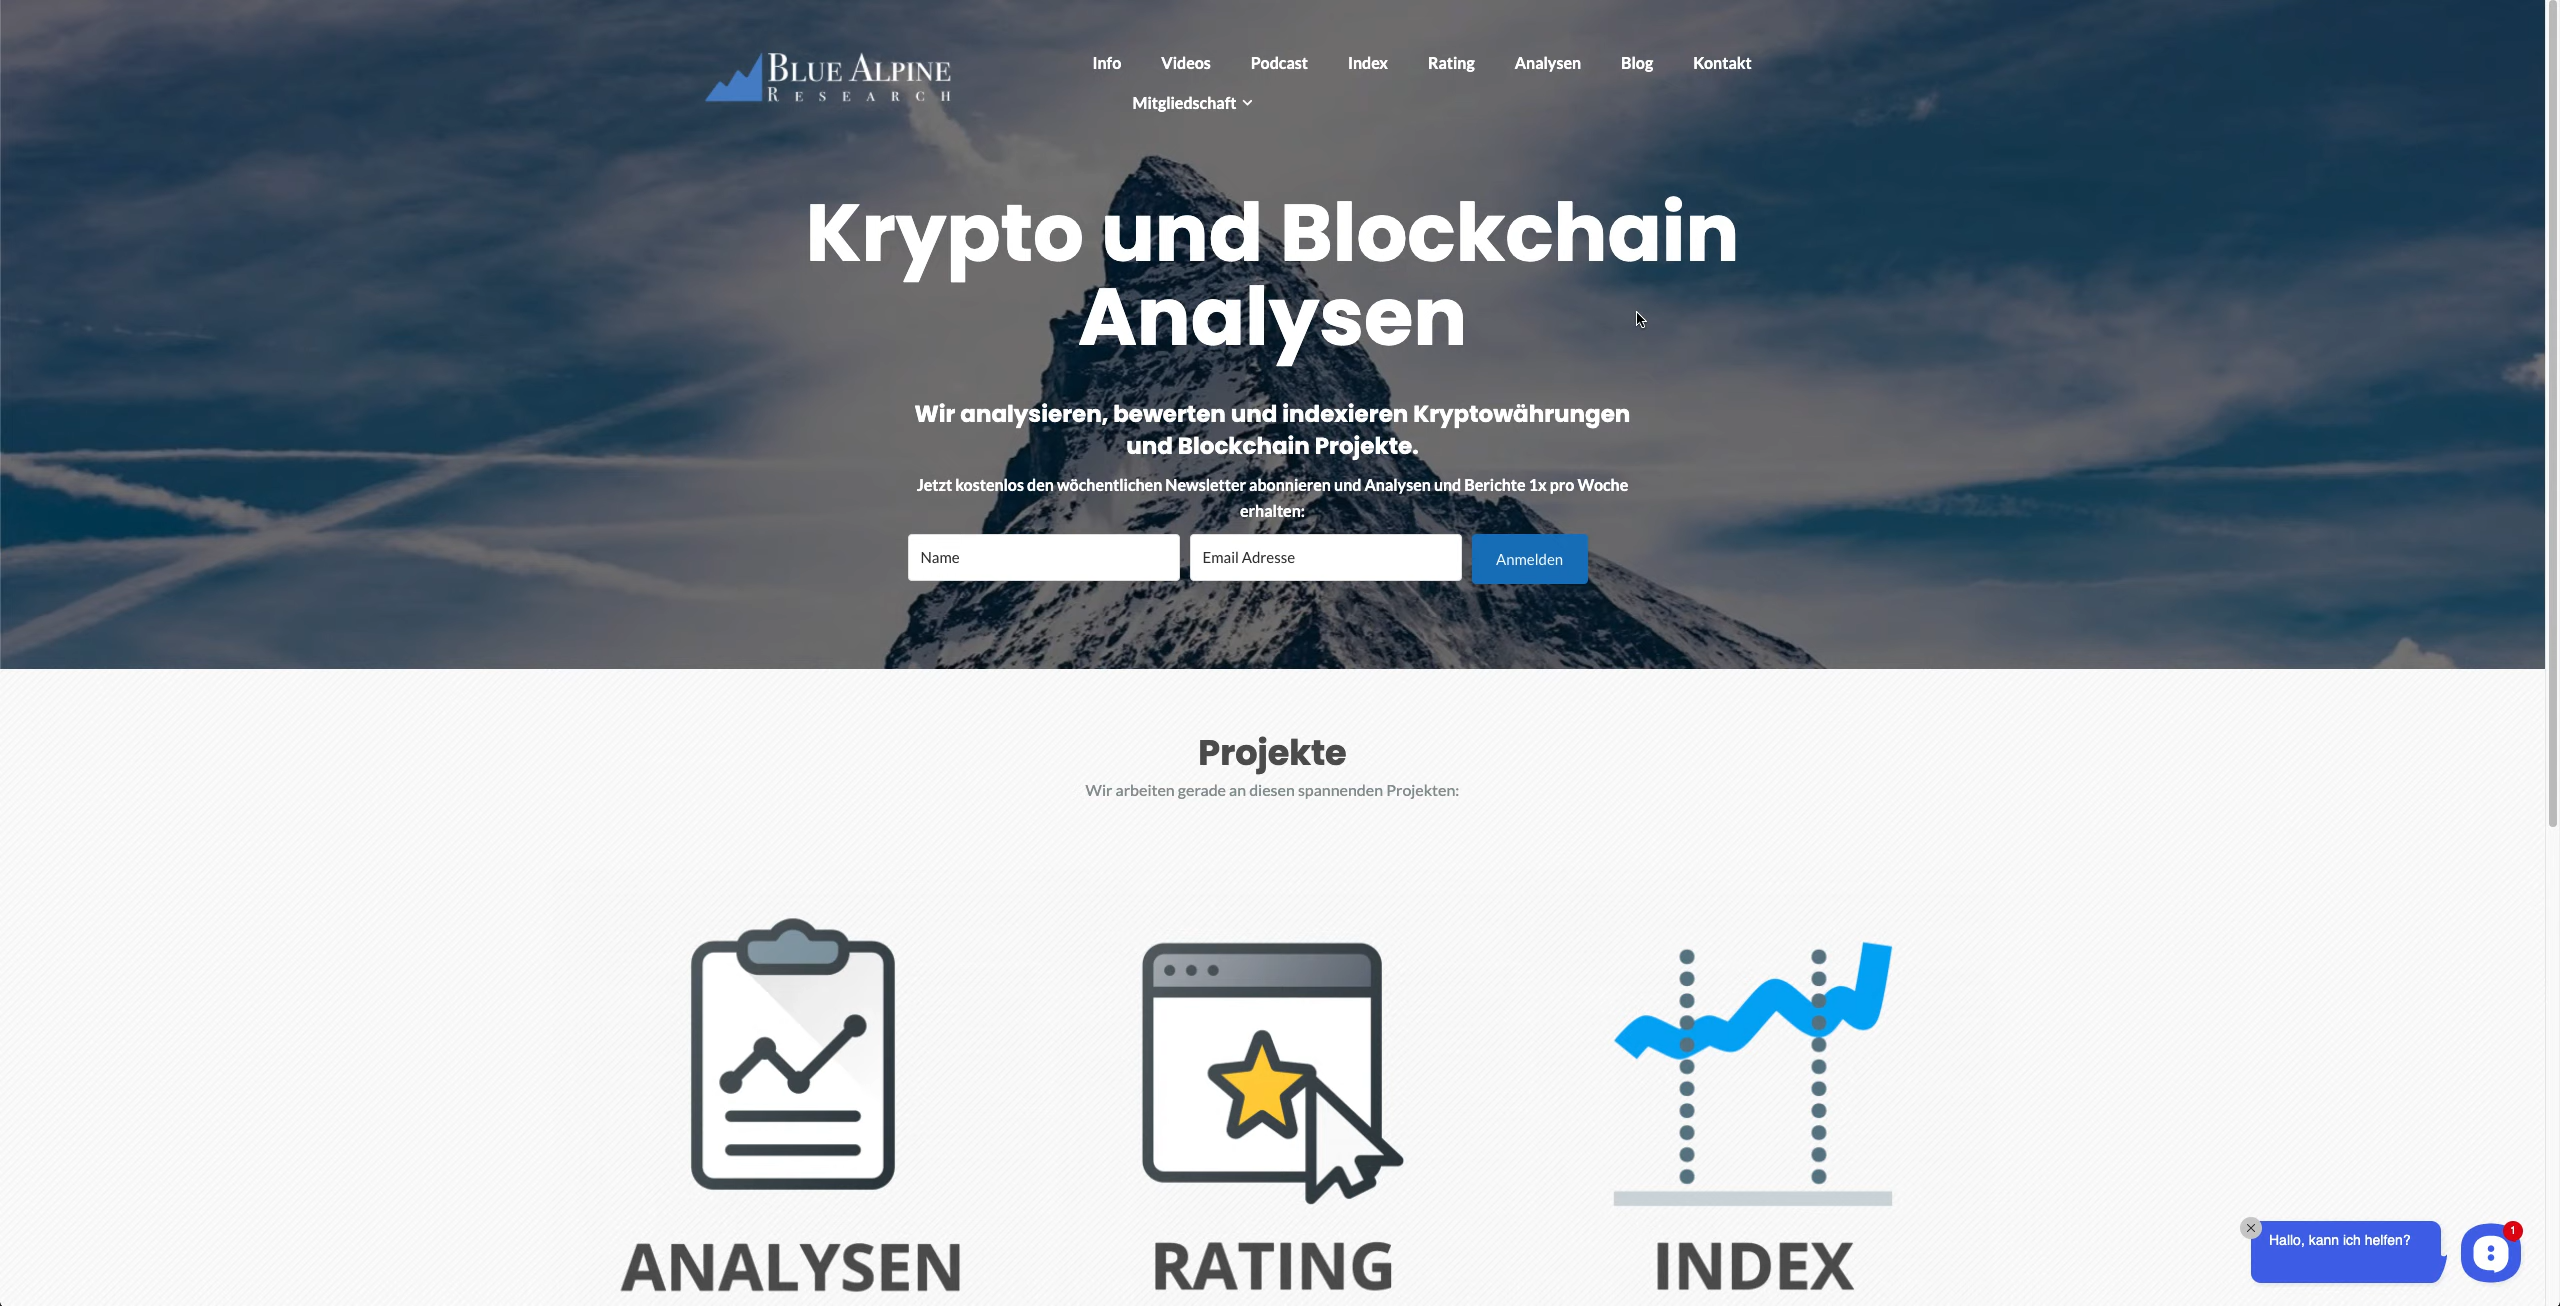 BLUE ALPINE
RESEARCH
Info Videos Podcast Index Rating Analysen Blog Kontakt
Mitgliedschaft
Krypto und Blockchain
Analysen
Wir analysieren, bewerten und indexieren Kryptowährungen
und Blockchain Projekte.
Jetzt kostenlos den wöchentlichen Newsletter abonnieren und Analysen und Berichte 1x pro Woche
erhalten:
Name Email Adresse Anmelden
Projekte
Wir arbeiten gerade an diesen spannenden Projekten:
ANALYSEN RATING INDEX
Hallo, kann ich helfen?
1